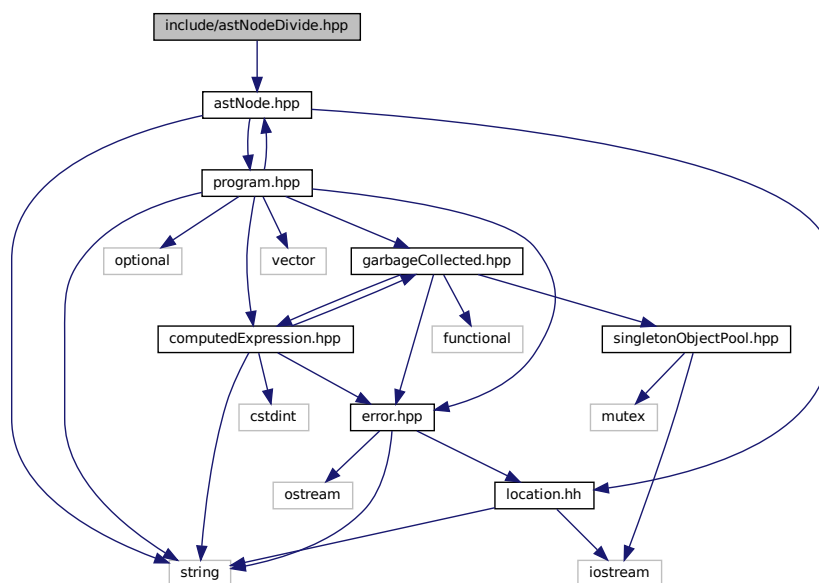 include/astNodeDivide.hpp
astNode.hpp
program.hpp
optional
vector
garbageCollected.hpp
computedExpression.hpp
functional
singletonObjectPool.hpp
cstdint
error.hpp
mutex
ostream
location.hh
string
iostream